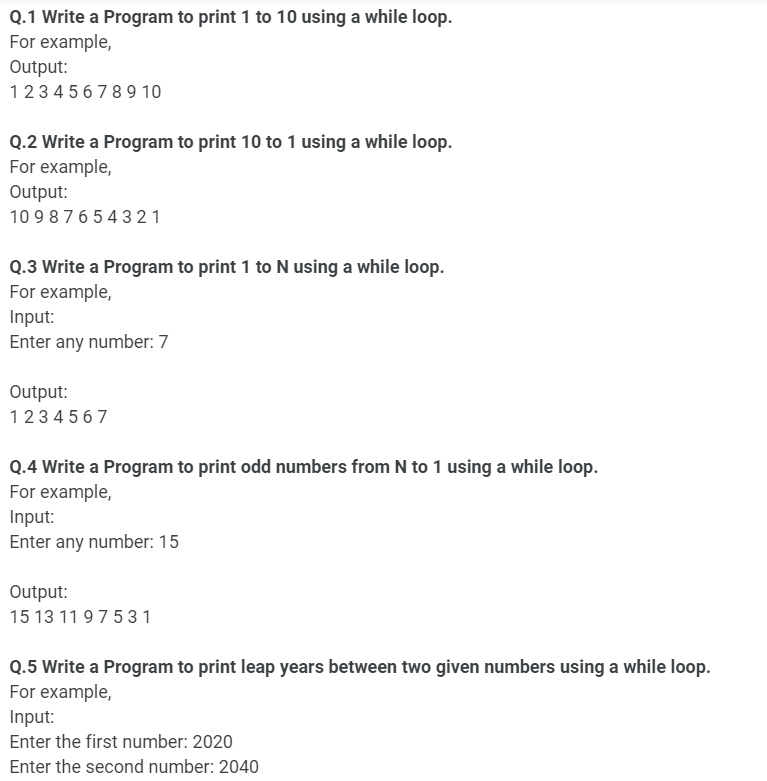 Q.1 Write a Program to print 1 to 10 using a while loop.
For example,
Output:
1 2 3 4 5 6 7 8 9 10
Q.2 Write a Program to print 10 to 1 using a while loop.
For example,
Output:
10 9 8 7 6 5 4 3 2 1
Q.3 Write a Program to print 1 to N using a while loop.
For example,
Input:
Enter any number: 7
Output:
1 2 3 4 5 6 7
Q.4 Write a Program to print odd numbers from N to 1 using a while loop.
For example,
Input:
Enter any number: 15
Output:
15 13 11 9 7 5 3 1
Q.5 Write a Program to print leap years between two given numbers using a while loop.
For example,
Input:
Enter the first number: 2020
Enter the second number: 2040